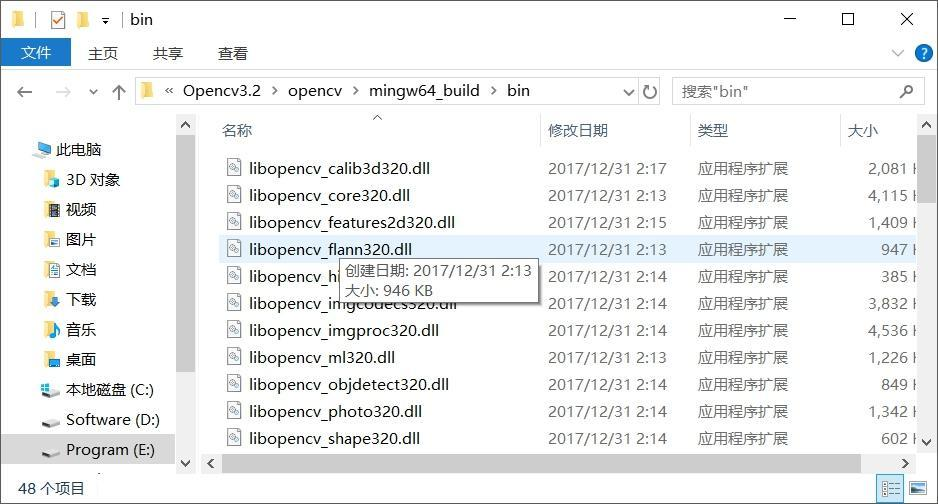 bin
文件 主页 共享 查看
« Opencv3.2 > opencv > mingw64_build > bin 搜索"bin"
名称 修改日期 类型 大小
此电脑
3D 对象
视频
图片
文档
下载
音乐
桌面
本地磁盘 (C:)
Software (D:)
Program (E:)
libopencv_calib3d320.dll 2017/12/31 2:17 应用程序扩展 2,081
libopencv_core320.dll 2017/12/31 2:13 应用程序扩展 4,115
libopencv_features2d320.dll 2017/12/31 2:15 应用程序扩展 1,409
libopencv_flann320.dll 2017/12/31 2:13 应用程序扩展 947
创建日期: 2017/12/31 2:13
大小: 946 KB
2017/12/31 2:14 应用程序扩展 385
libopencv_imgcodecs320.dll 2017/12/31 2:14 应用程序扩展 3,832
libopencv_imgproc320.dll 2017/12/31 2:14 应用程序扩展 4,536
libopencv_ml320.dll 2017/12/31 2:13 应用程序扩展 1,226
libopencv_objdetect320.dll 2017/12/31 2:14 应用程序扩展 849
libopencv_photo320.dll 2017/12/31 2:14 应用程序扩展 1,342
libopencv_shape320.dll 2017/12/31 2:14 应用程序扩展 602
48 个项目